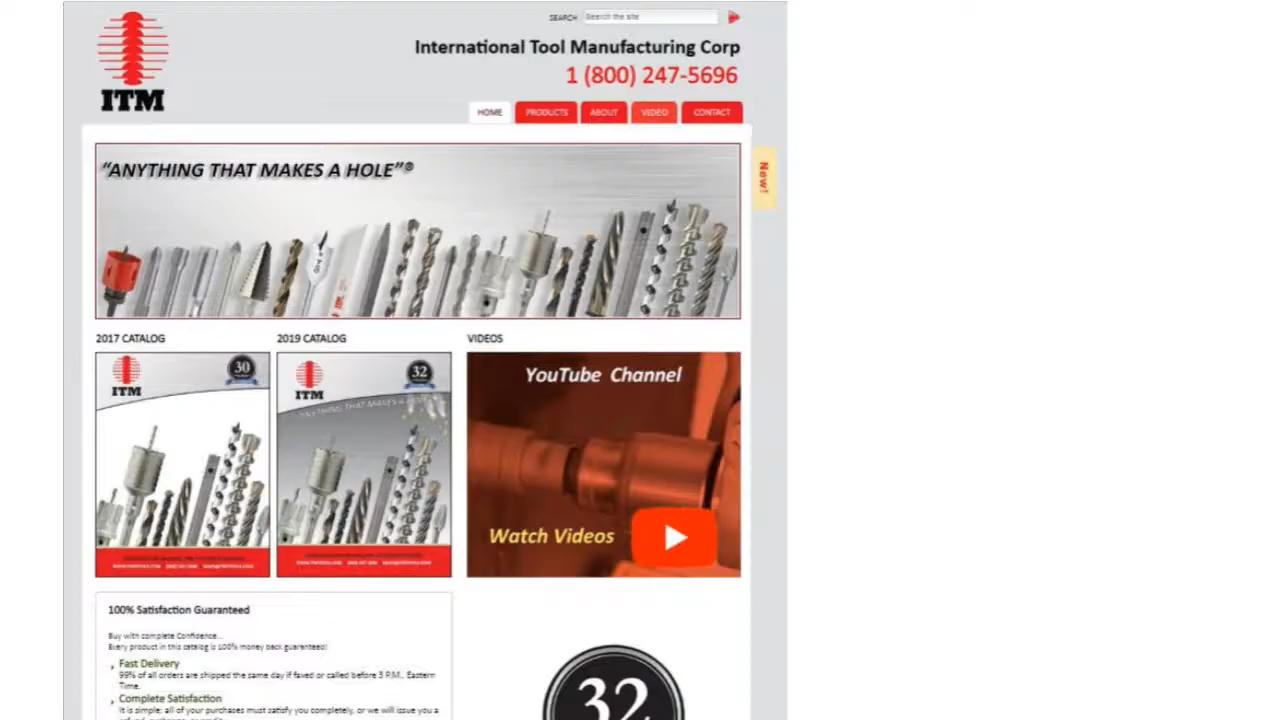 SEARCH Search the site
ITM
International Tool Manufacturing Corp
1 (800) 247-5696
HOME PRODUCTS ABOUT VIDEO CONTACT
“ANYTHING THAT MAKES A HOLE”®
New!
2017 CATALOG
2019 CATALOG
VIDEOS
30
ITM
32
ITM
ANYTHING THAT MAKES A
YouTube Channel
Watch Videos
100% Satisfaction Guaranteed
Buy with complete Confidence...
Every product in this catalog is 100% money back guaranteed!
Fast Delivery
99% of all orders are shipped the same day if faxed or called before 3 P.M., Eastern
Time.
Complete Satisfaction
It is simple; all of your purchases must satisfy you completely, or we will issue you a
32